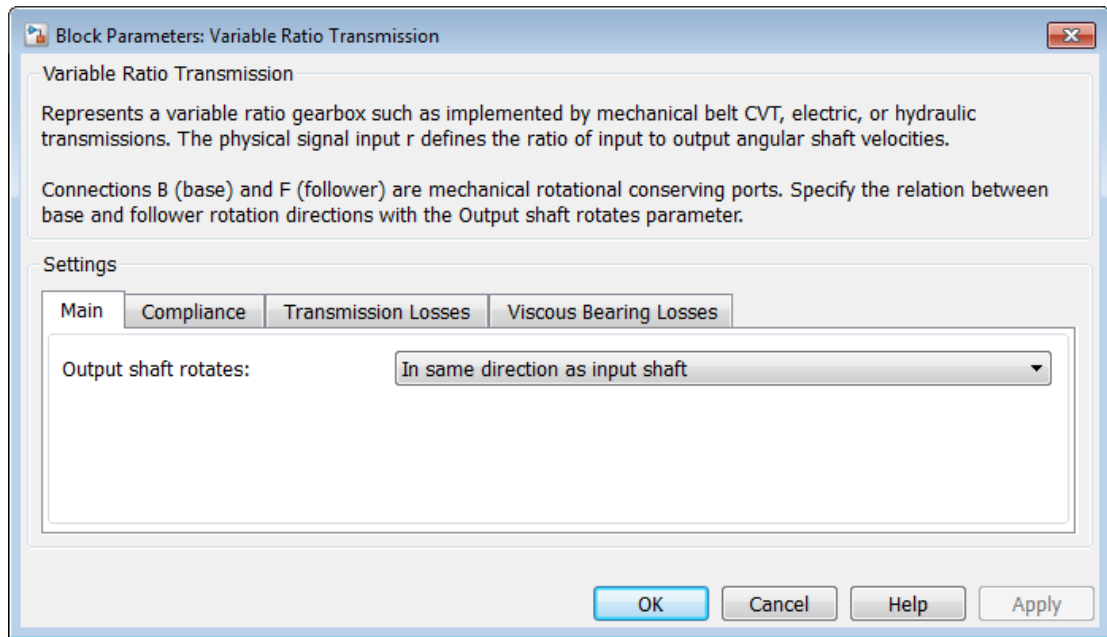 Block Parameters: Variable Ratio Transmission
Variable Ratio Transmission
Represents a variable ratio gearbox such as implemented by mechanical belt CVT, electric, or hydraulic
transmissions. The physical signal input r defines the ratio of input to output angular shaft velocities.
Connections B (base) and F (follower) are mechanical rotational conserving ports. Specify the relation between
base and follower rotation directions with the Output shaft rotates parameter.
Settings
Main Compliance Transmission Losses Viscous Bearing Losses
Output shaft rotates: In same direction as input shaft
OK Cancel Help Apply